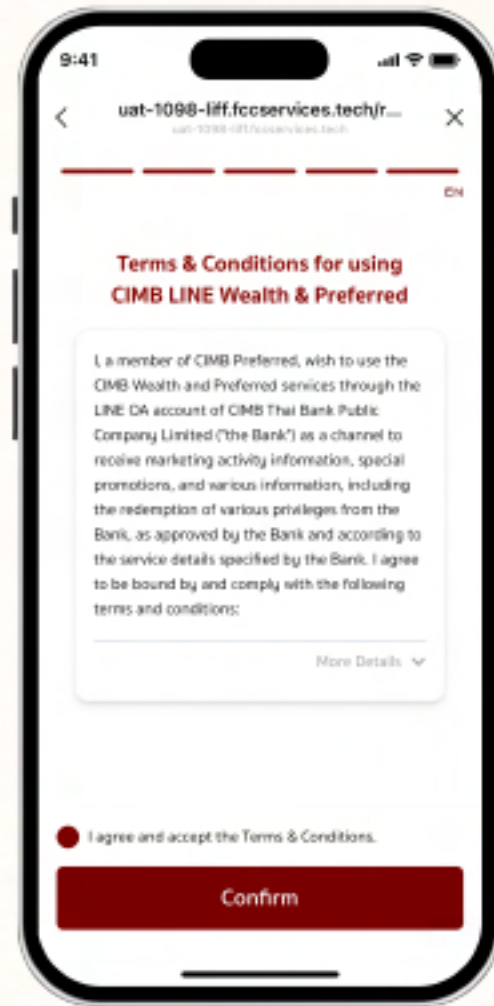 9:41
uat-1098-liff.fccservices.tech/r...
uat-1098-liff.fccservices.tech
EN
Terms & Conditions for using
CIMB LINE Wealth & Preferred
I, a member of CIMB Preferred, wish to use the
CIMB Wealth and Preferred services through the
LINE OA account of CIMB Thai Bank Public
Company Limited ("the Bank") as a channel to
receive marketing activity information, special
promotions, and various information, including
the redemption of various privileges from the
Bank, as approved by the Bank and according to
the service details specified by the Bank. I agree
to be bound by and comply with the following
terms and conditions:
More Details
I agree and accept the Terms & Conditions.
Confirm